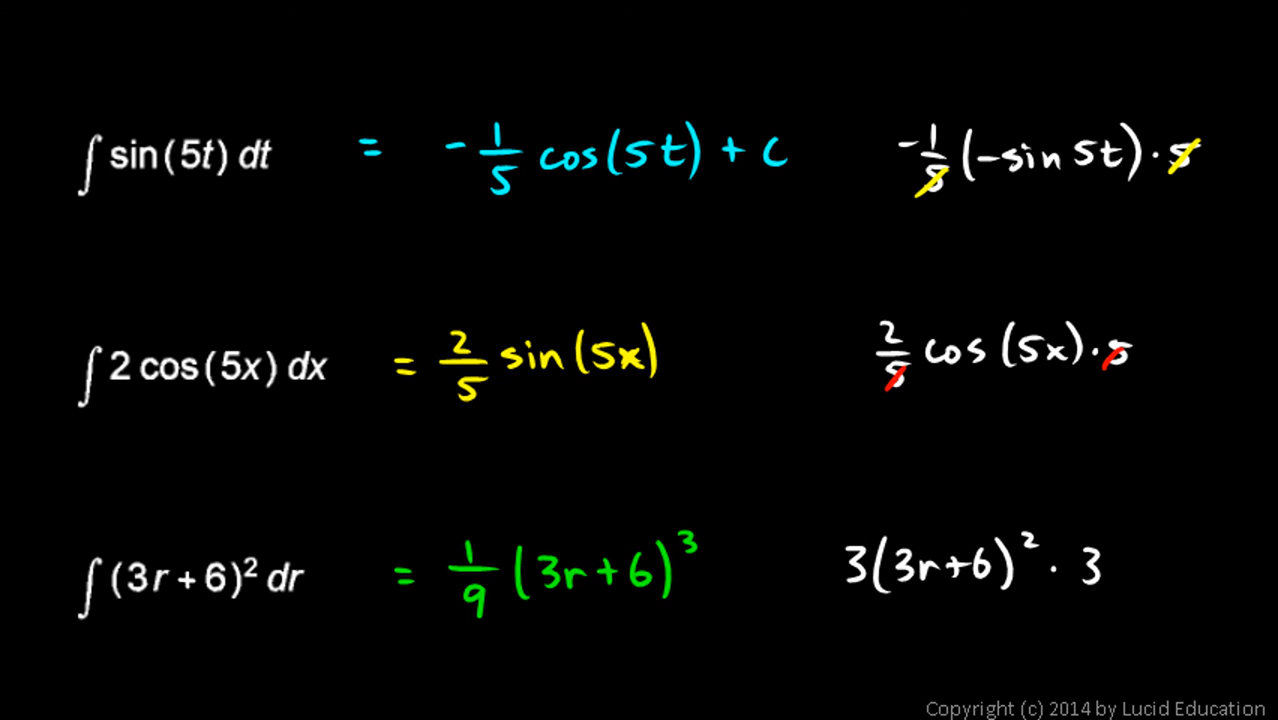 ∫ sin(5t) dt = -1/5 cos(5t) + C -1/5 (-sin 5t) · 5
∫ 2 cos(5x) dx = 2/5 sin(5x) 2/5 cos(5x) · 5
∫ (3r + 6)² dr = 1/9 (3r+6)³ 3(3r+6)² · 3
Copyright (c) 2014 by Lucid Education